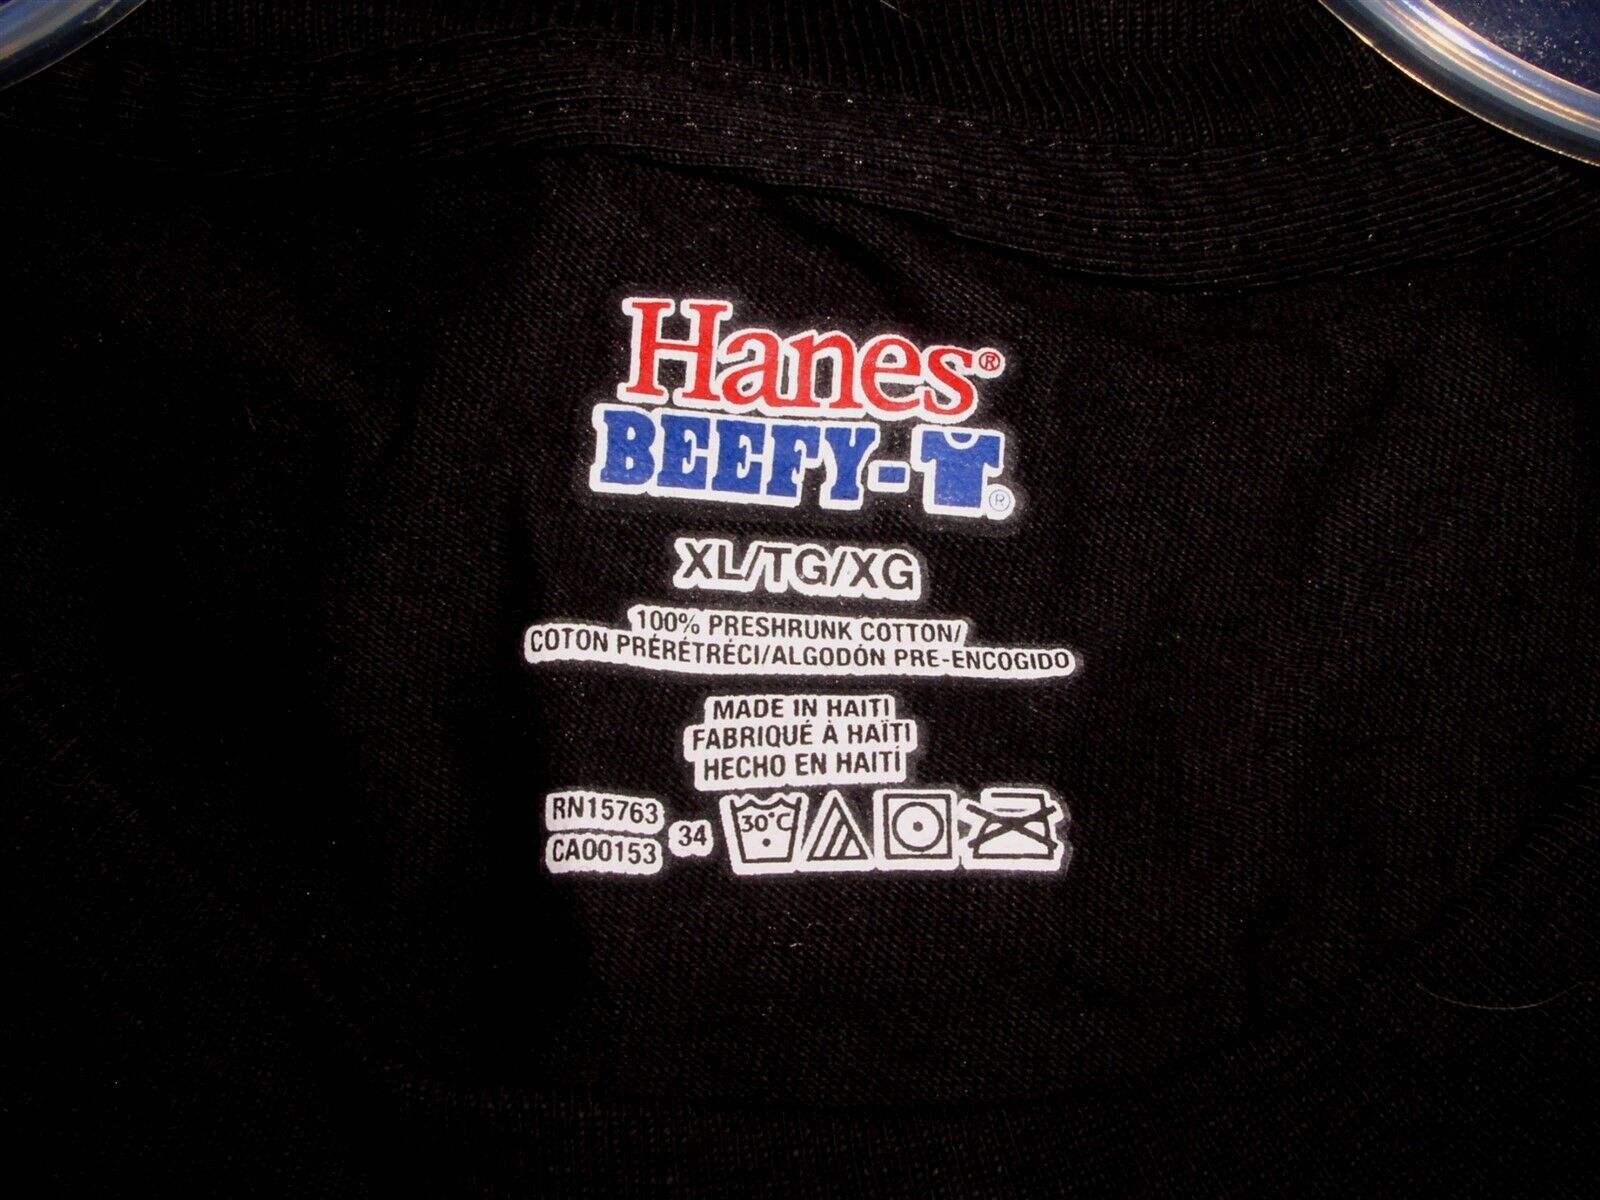 Hanes®
BEEFY-T®
XL/TG/XG
100% PRESHRUNK COTTON/
COTON PRÉRÉTRÉCI/ALGODÓN PRE-ENCOGIDO
MADE IN HAITI
FABRIQUÉ À HAÏTI
HECHO EN HAITÍ
RN15763
CA00153
34
30°C